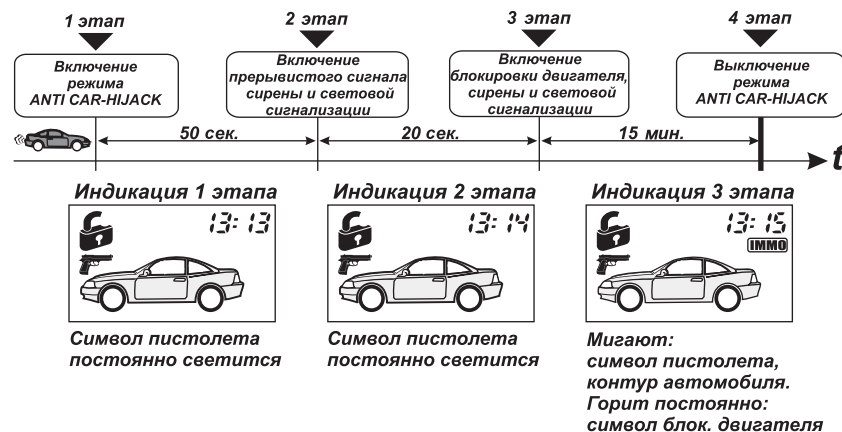 1 этап
2 этап
3 этап
4 этап
Включение
режима
ANTI CAR-HIJACK
Включение
прерывистого сигнала
сирены и световой
сигнализации
Включение
блокировки двигателя,
сирены и световой
сигнализации
Выключение
режима
ANTI CAR-HIJACK
50 сек.
20 сек.
15 мин.
t
Индикация 1 этапа
13:13
Символ пистолета
постоянно светится
Индикация 2 этапа
13:14
Символ пистолета
постоянно светится
Индикация 3 этапа
13:15
IMMO
Мигают:
символ пистолета,
контур автомобиля.
Горит постоянно:
символ блок. двигателя